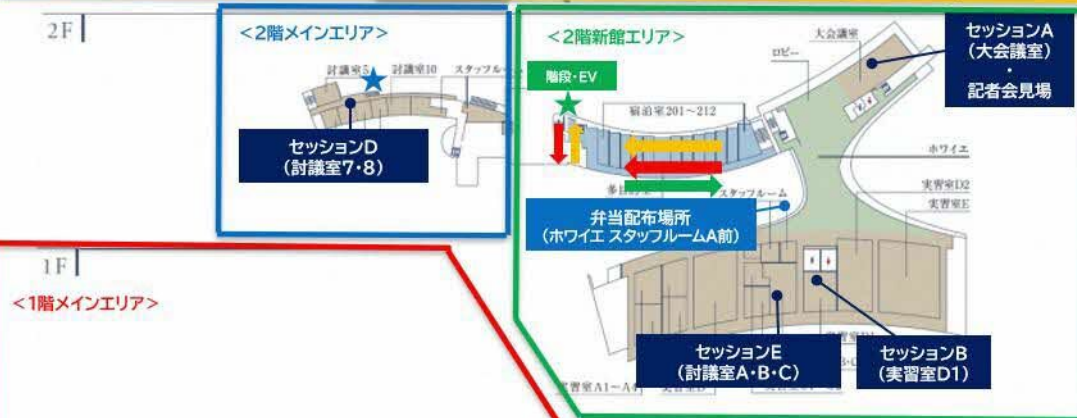 2F
<2階メインエリア>
討議室5
討議室10
スタッフルーム
セッションD
(討議室7・8)
<2階新館エリア>
階段・EV
宿泊室201~212
ロビー
大会議室
セッションA
(大会議室)
・
記者会見場
ホワイエ
スタッフルーム
実習室D2
実習室E
弁当配布場所
(ホワイエ スタッフルームA前)
1F
<1階メインエリア>
セッションE
(討議室A・B・C)
セッションB
(実習室D1)
実習室A1~A4